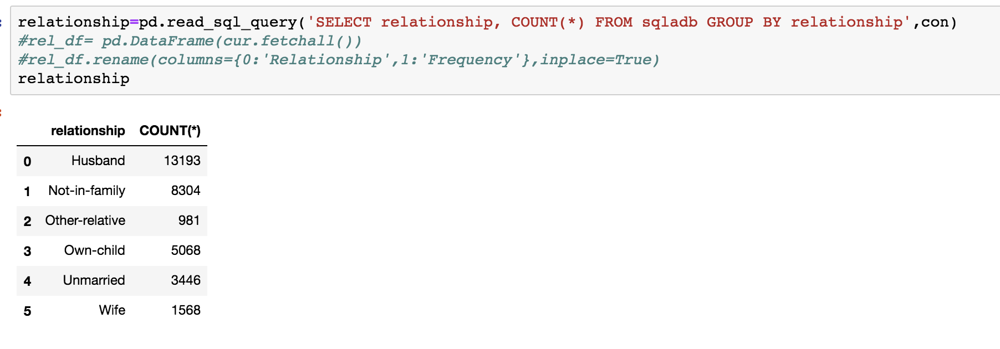 relationship=pd.read_sql_query('SELECT relationship, COUNT(*) FROM sqladb GROUP BY relationship',con)
#rel_df= pd.DataFrame(cur.fetchall())
#rel_df.rename(columns={0:'Relationship',1:'Frequency'},inplace=True)
relationship
relationship COUNT(*)
0 Husband 13193
1 Not-in-family 8304
2 Other-relative 981
3 Own-child 5068
4 Unmarried 3446
5 Wife 1568